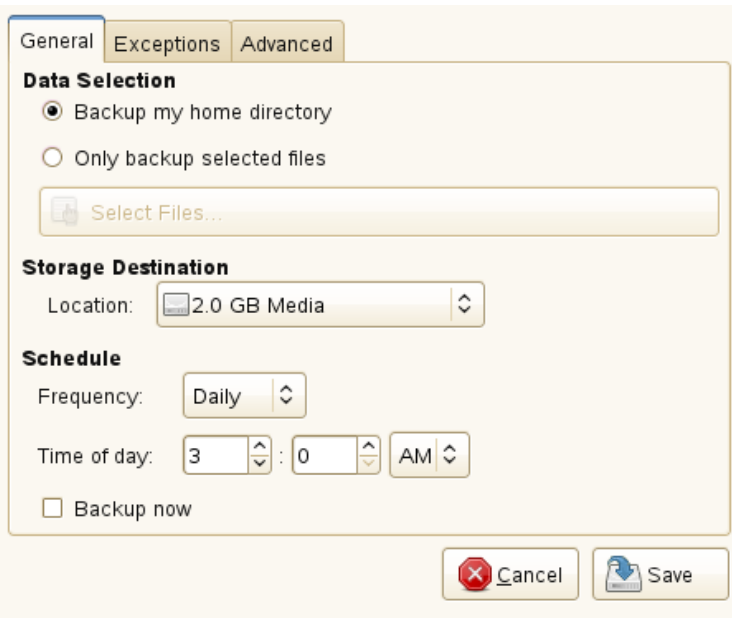 General Exceptions Advanced
Data Selection
Backup my home directory
Only backup selected files
Select Files...
Storage Destination
Location: 2.0 GB Media
Schedule
Frequency: Daily
Time of day: 3 : 0 AM
Backup now
Cancel Save